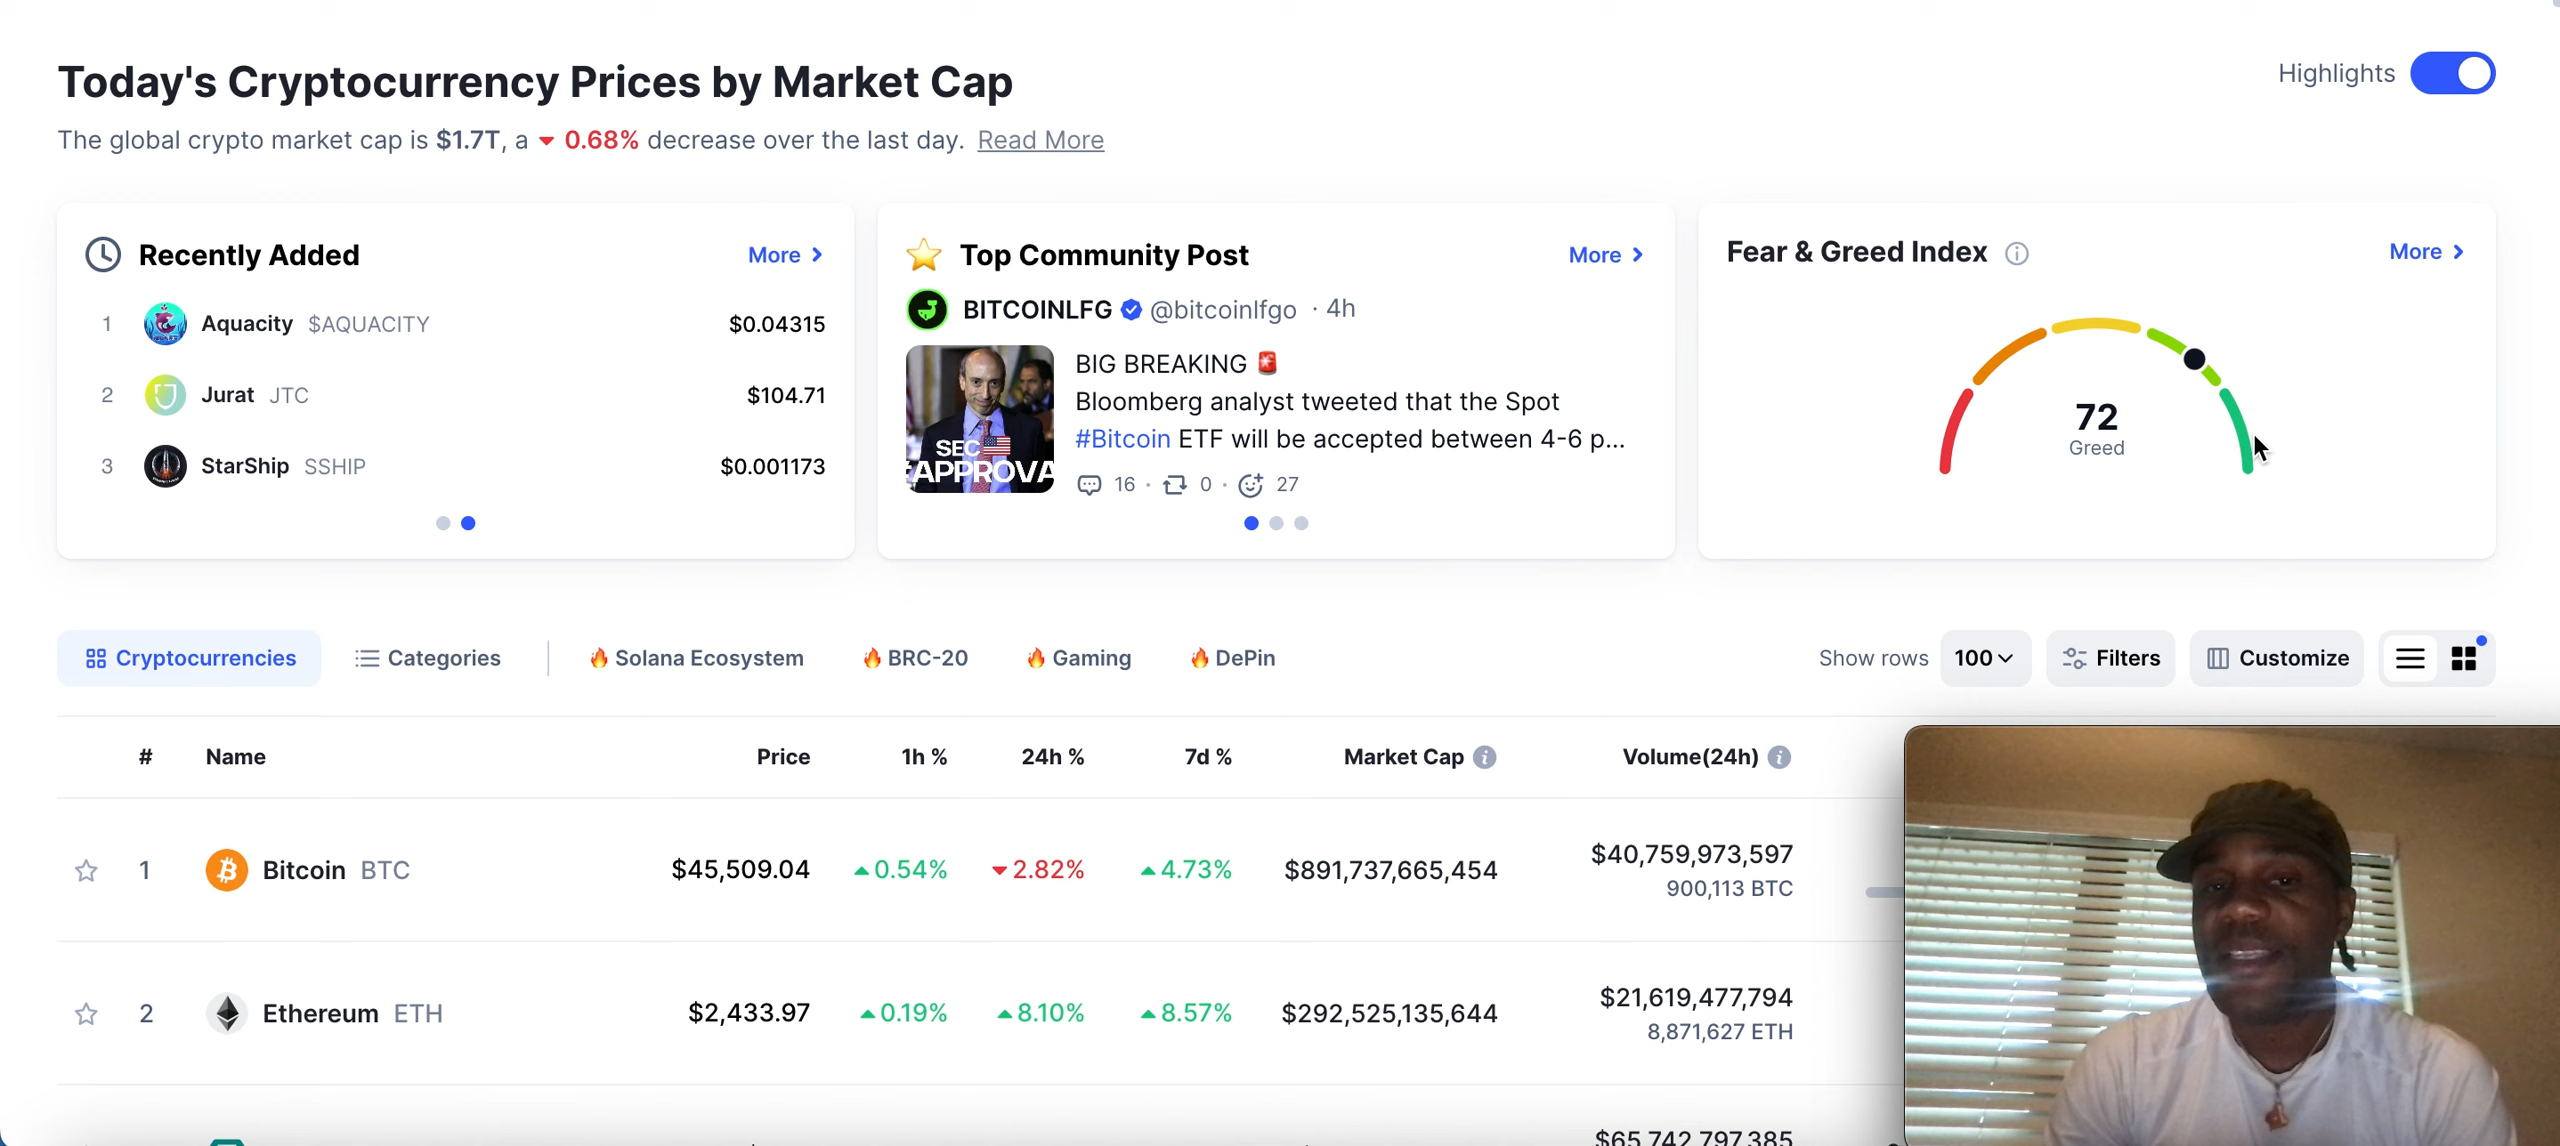 Today's Cryptocurrency Prices by Market Cap
Highlights
The global crypto market cap is $1.7T, a 0.68% decrease over the last day. Read More
Recently Added
More
1 Aquacity $AQUACITY $0.04315
2 Jurat JTC $104.71
3 StarShip SSHIP $0.001173
Top Community Post
More
BITCOINLFG @bitcoinlfgo · 4h
SEC
APPROVA
BIG BREAKING
Bloomberg analyst tweeted that the Spot
#Bitcoin ETF will be accepted between 4-6 p...
16 · 0 · 27
Fear & Greed Index
More
72
Greed
Cryptocurrencies Categories Solana Ecosystem BRC-20 Gaming DePin Show rows 100 Filters Customize
# Name Price 1h % 24h % 7d % Market Cap Volume(24h)
1 Bitcoin BTC $45,509.04 0.54% 2.82% 4.73% $891,737,665,454 $40,759,973,597
900,113 BTC
2 Ethereum ETH $2,433.97 0.19% 8.10% 8.57% $292,525,135,644 $21,619,477,794
8,871,627 ETH
$65,742,797,385